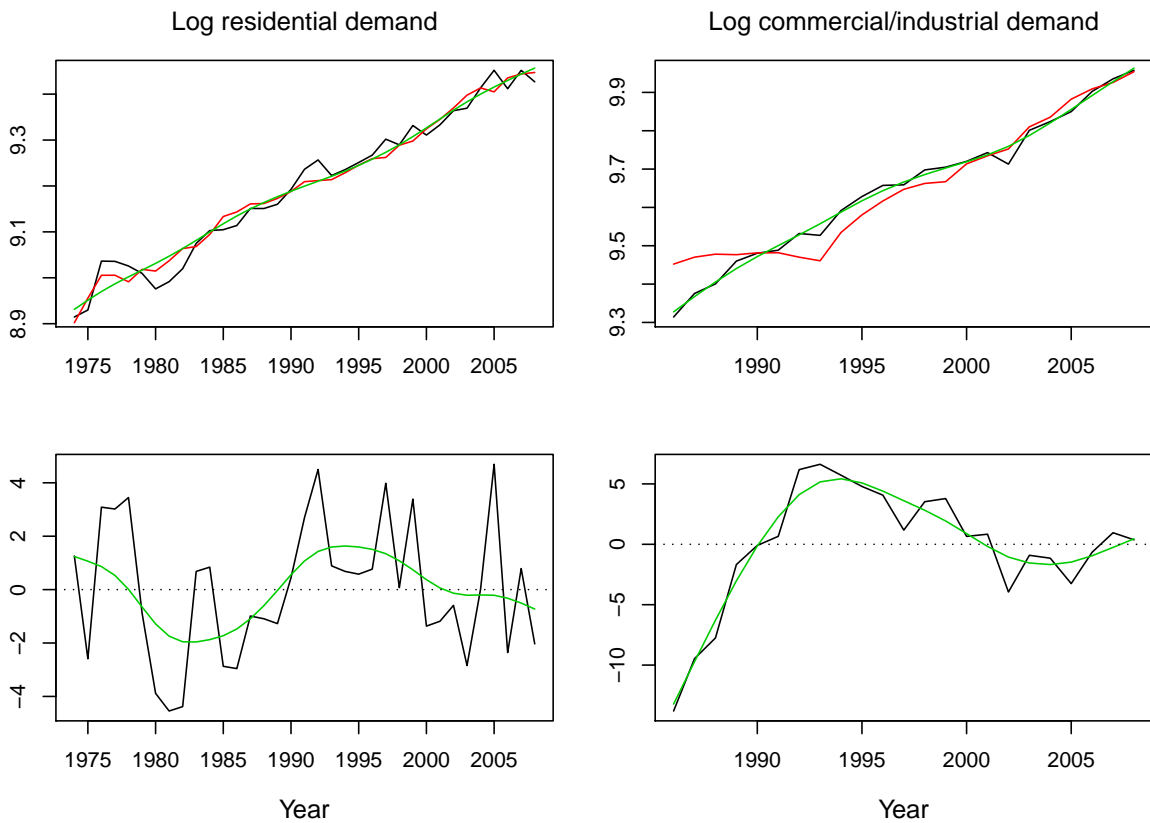 Log residential demand
Log commercial/industrial demand
9.3
9.1
8.9
1975 1980 1985 1990 1995 2000 2005
9.9
9.7
9.5
9.3
1990 1995 2000 2005
4
2
0
−2
−4
1975 1980 1985 1990 1995 2000 2005
Year
5
0
−5
−10
1990 1995 2000 2005
Year